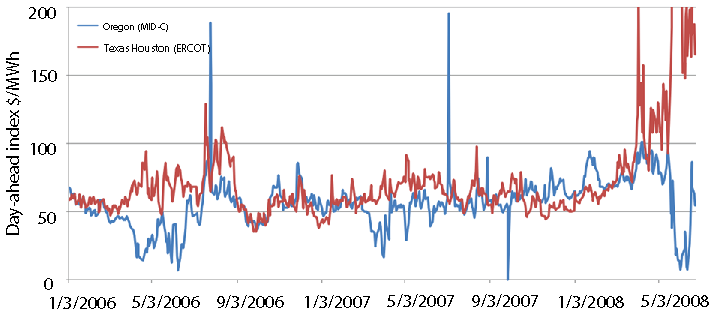 Day-ahead index $/MWh
200
150
100
50
0
Oregon (MID-C)
Texas Houston (ERCOT)
1/3/2006 5/3/2006 9/3/2006 1/3/2007 5/3/2007 9/3/2007 1/3/2008 5/3/2008